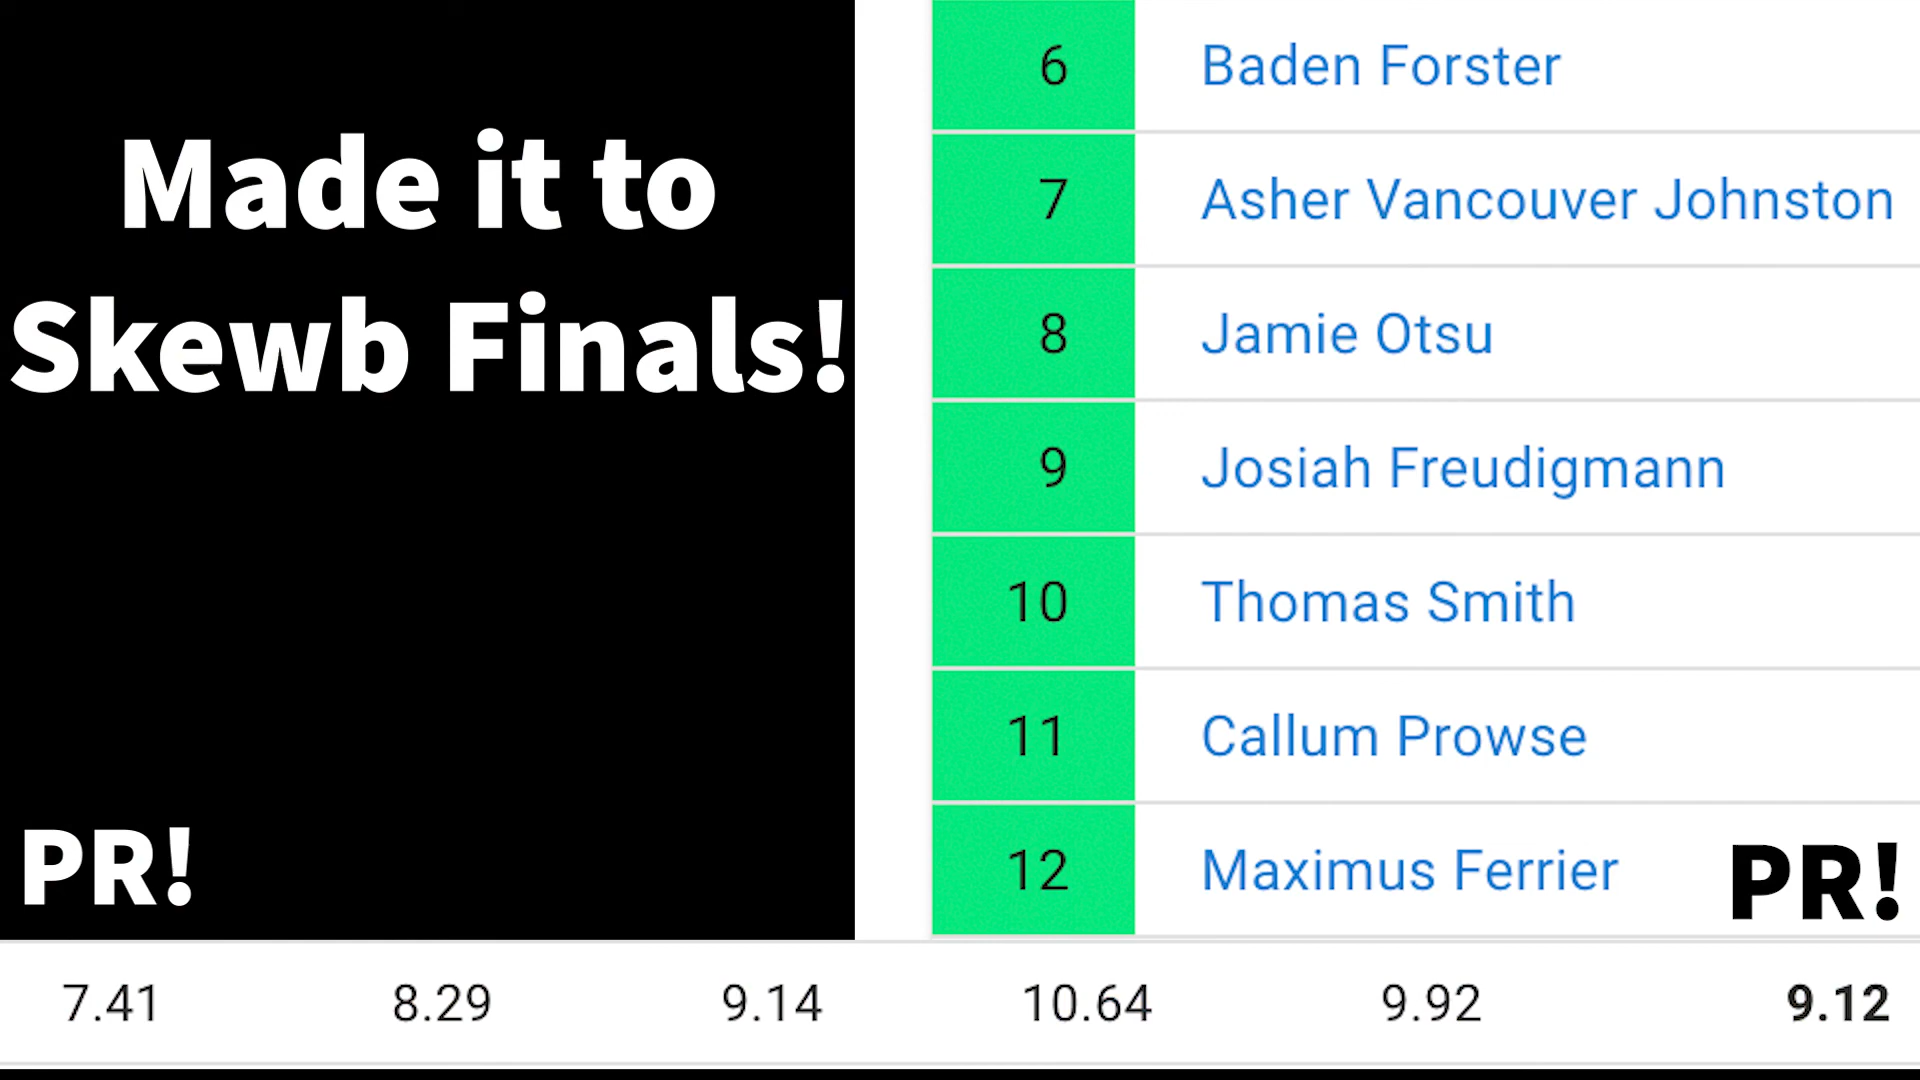 Made it to
Skewb Finals!
PR!
6 Baden Forster
7 Asher Vancouver Johnston
8 Jamie Otsu
9 Josiah Freudigmann
10 Thomas Smith
11 Callum Prowse
12 Maximus Ferrier
PR!
7.41 8.29 9.14 10.64 9.92 9.12